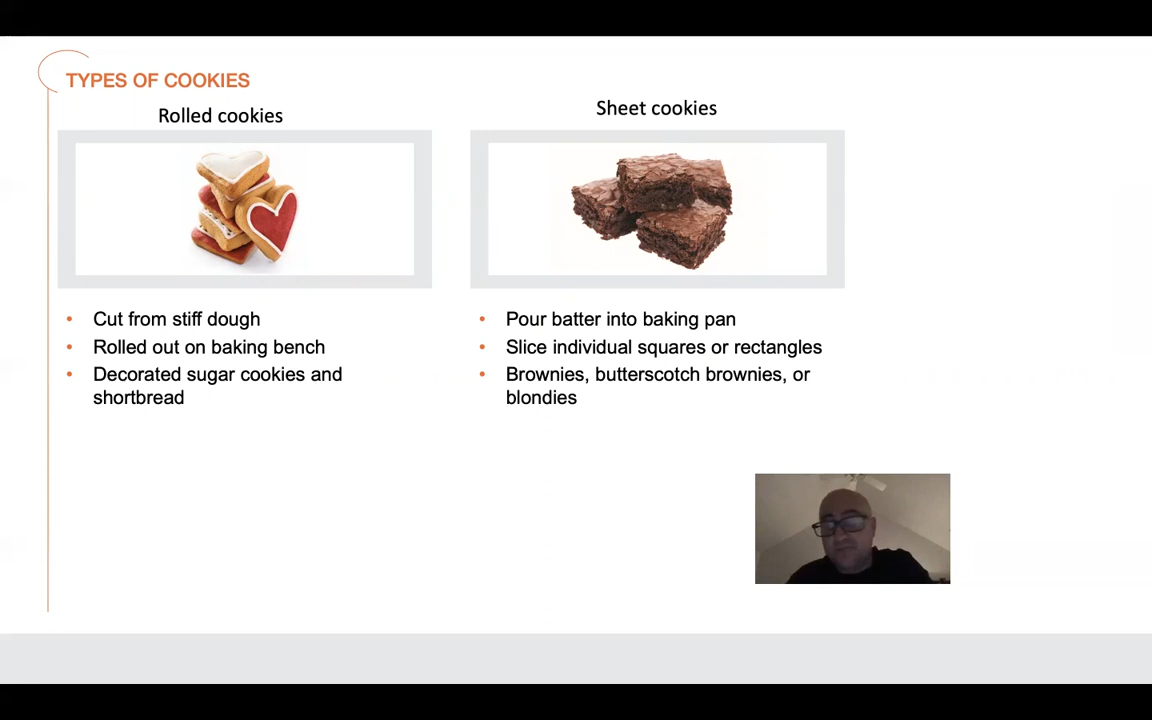 TYPES OF COOKIES
Rolled cookies
Cut from stiff dough
Rolled out on baking bench
Decorated sugar cookies and
shortbread
Sheet cookies
Pour batter into baking pan
Slice individual squares or rectangles
Brownies, butterscotch brownies, or
blondies